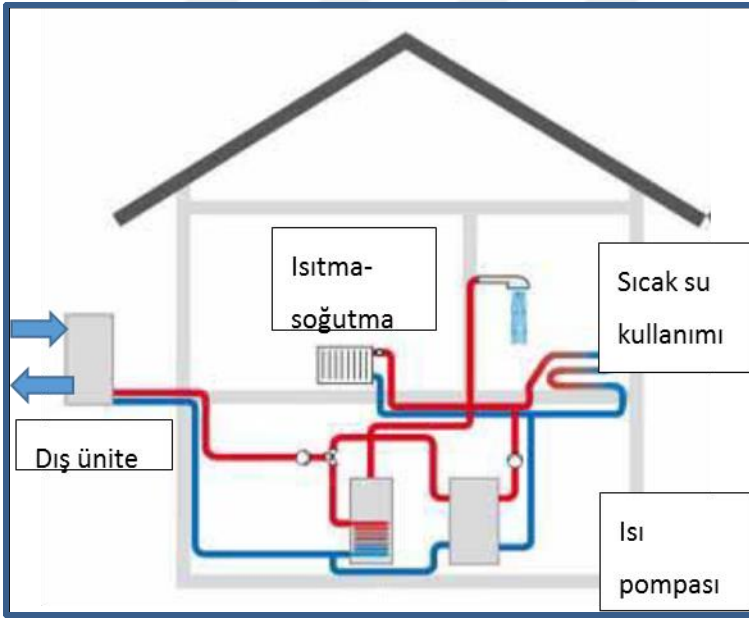 Isıtma-
soğutma
Sıcak su
kullanımı
Dış ünite
Isı
pompası